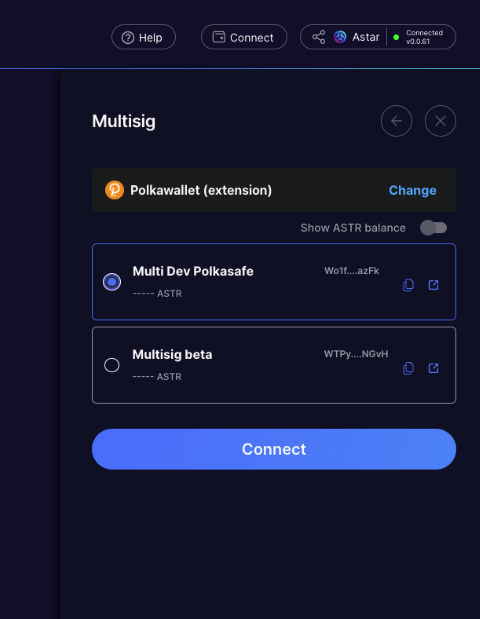 Help
Connect
Astar
Connected
v0.0.61
Multisig
Polkawallet (extension)
Change
Show ASTR balance
Multi Dev Polkasafe
Wo1f....azFk
----- ASTR
Multisig beta
WTPy....NGvH
----- ASTR
Connect